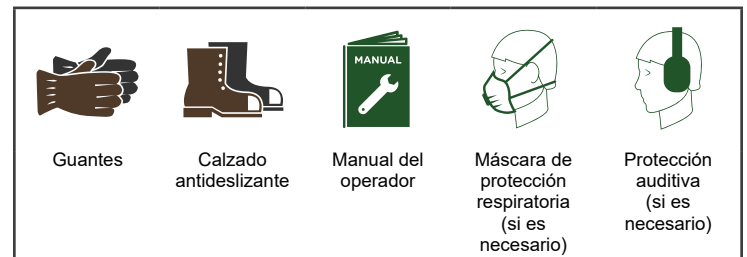 MANUAL
Guantes
Calzado
antideslizante
Manual del
operador
Máscara de
protección
respiratoria
(si es
necesario)
Protección
auditiva
(si es
necesario)